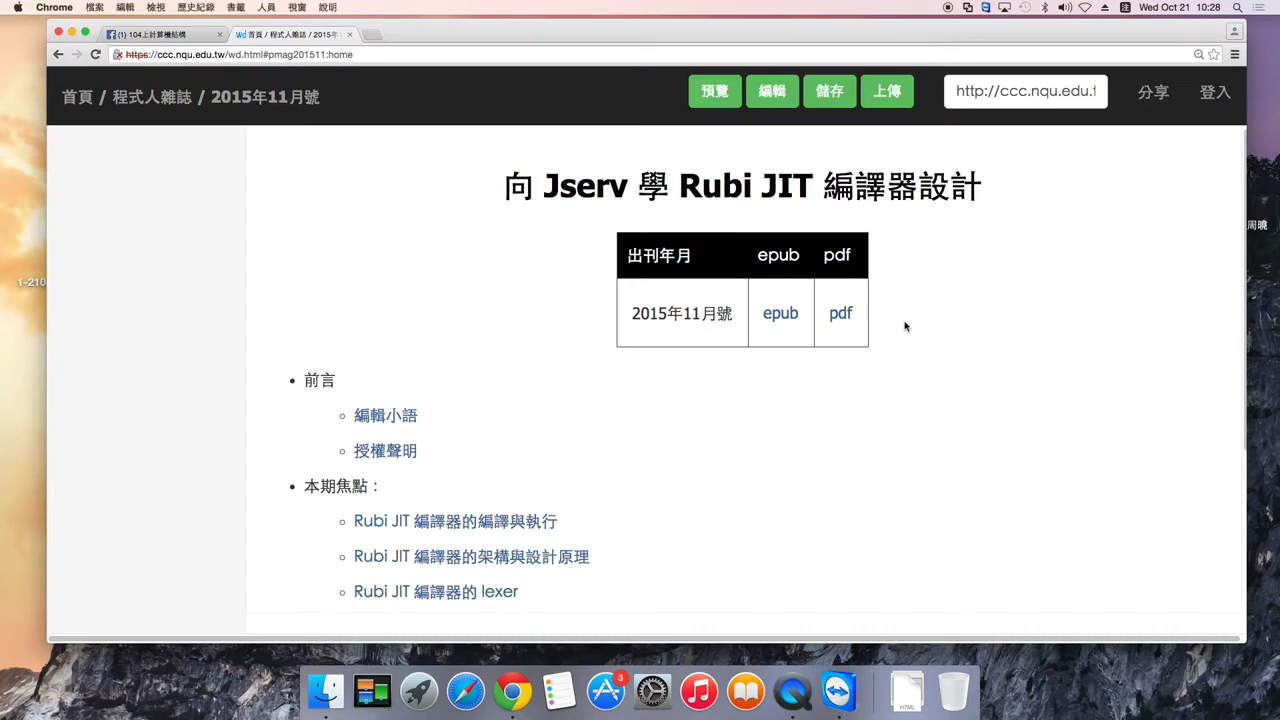 Chrome 檔案 編輯 檢視 歷史紀錄 書籤 人員 視窗 說明 Wed Oct 21 10:28
(1) 104上計算機結構
Wd 首頁 / 程式人雜誌 / 2015年
https://ccc.nqu.edu.tw/wd.html#pmag201511:home
首頁 / 程式人雜誌 / 2015年11月號 預覽 編輯 儲存 上傳 http://ccc.nqu.edu.t 分享 登入
向 Jserv 學 Rubi JIT 編譯器設計
出刊年月 epub pdf
2015年11月號 epub pdf
周曉
1-210
前言
編輯小語
授權聲明
本期焦點：
Rubi JIT 編譯器的編譯與執行
Rubi JIT 編譯器的架構與設計原理
Rubi JIT 編譯器的 lexer
3
HTML